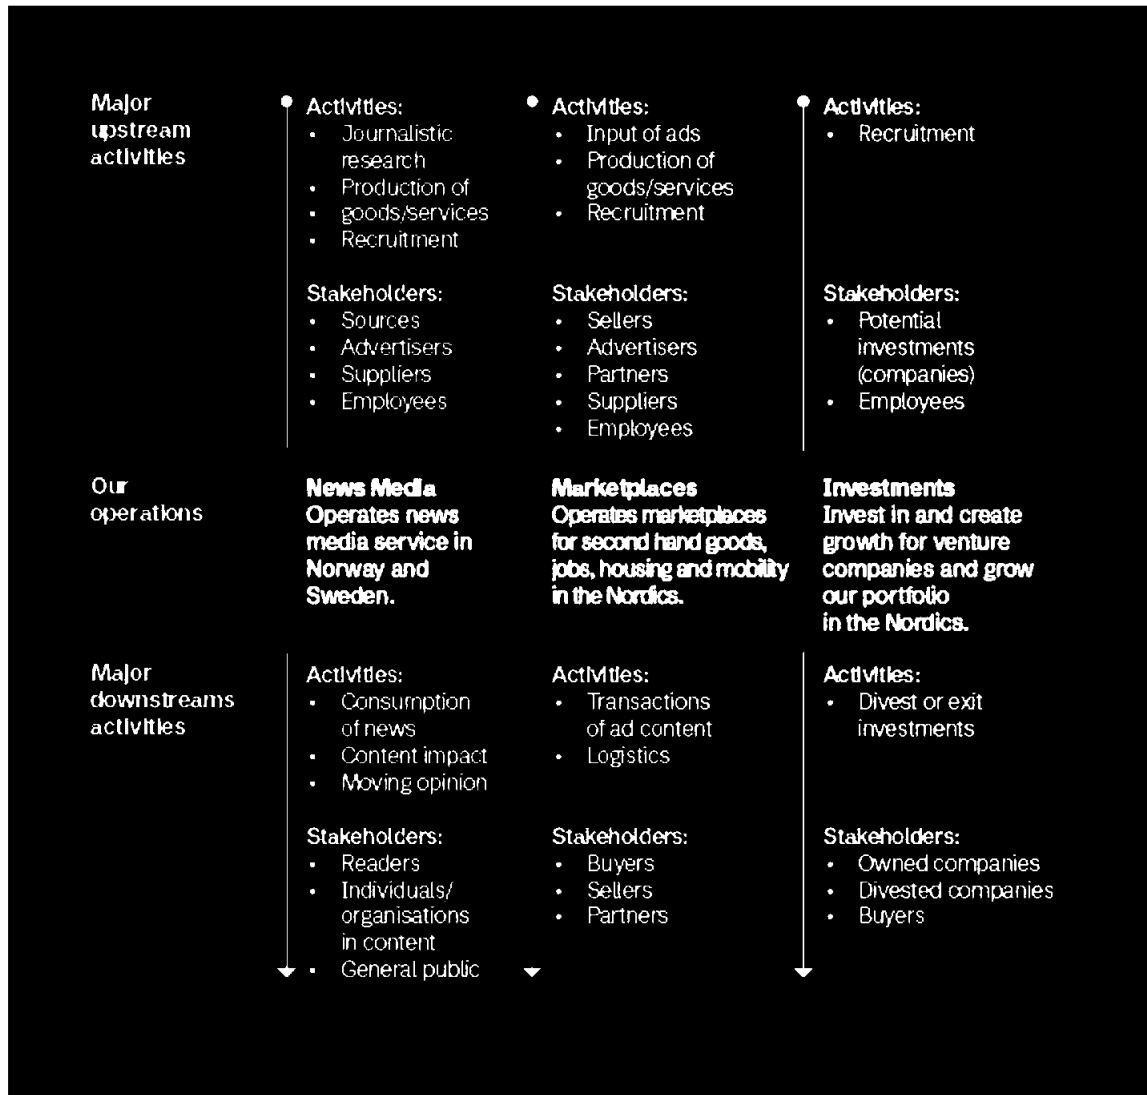 Major
upstream
activities
Activities:
• Journalistic
research
• Production of
• goods/services
• Recruitment
Stakeholders:
• Sources
• Advertisers
• Suppliers
• Employees
Activities:
• Input of ads
• Production of
goods/services
• Recruitment
Stakeholders:
• Sellers
• Advertisers
• Partners
• Suppliers
• Employees
Activities:
• Recruitment
Stakeholders:
• Potential
investments
(companies)
• Employees
Our
operations
News Media
Operates news
media service in
Norway and
Sweden.
Marketplaces
Operates marketplaces
for second hand goods,
jobs, housing and mobility
in the Nordics.
Investments
Invest in and create
growth for venture
companies and grow
our portfolio
in the Nordics.
Major
downstreams
activities
Activities:
• Consumption
of news
• Content impact
• Moving opinion
Stakeholders:
• Readers
• Individuals/
organisations
in content
• General public
Activities:
• Transactions
of ad content
• Logistics
Stakeholders:
• Buyers
• Sellers
• Partners
Activities:
• Divest or exit
investments
Stakeholders:
• Owned companies
• Divested companies
• Buyers